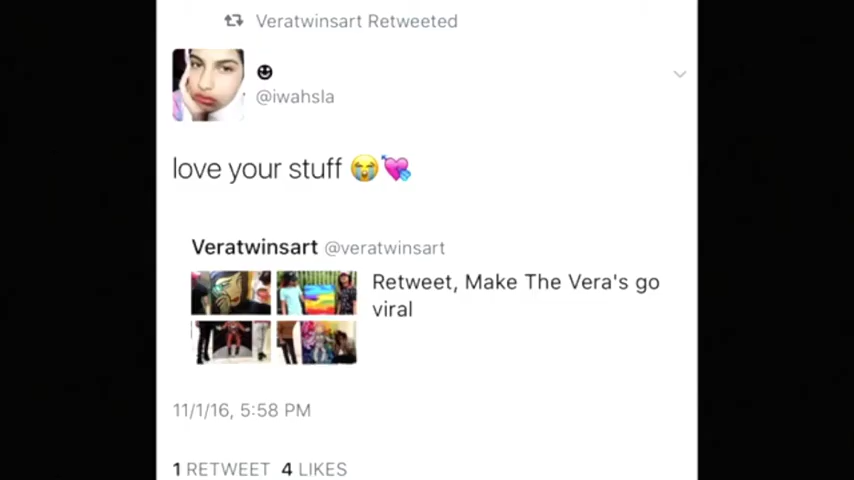 Veratwinsart Retweeted
@iwahsla
love your stuff 😭💘
Veratwinsart @veratwinsart
Retweet, Make The Vera's go
viral
11/1/16, 5:58 PM
1 RETWEET 4 LIKES